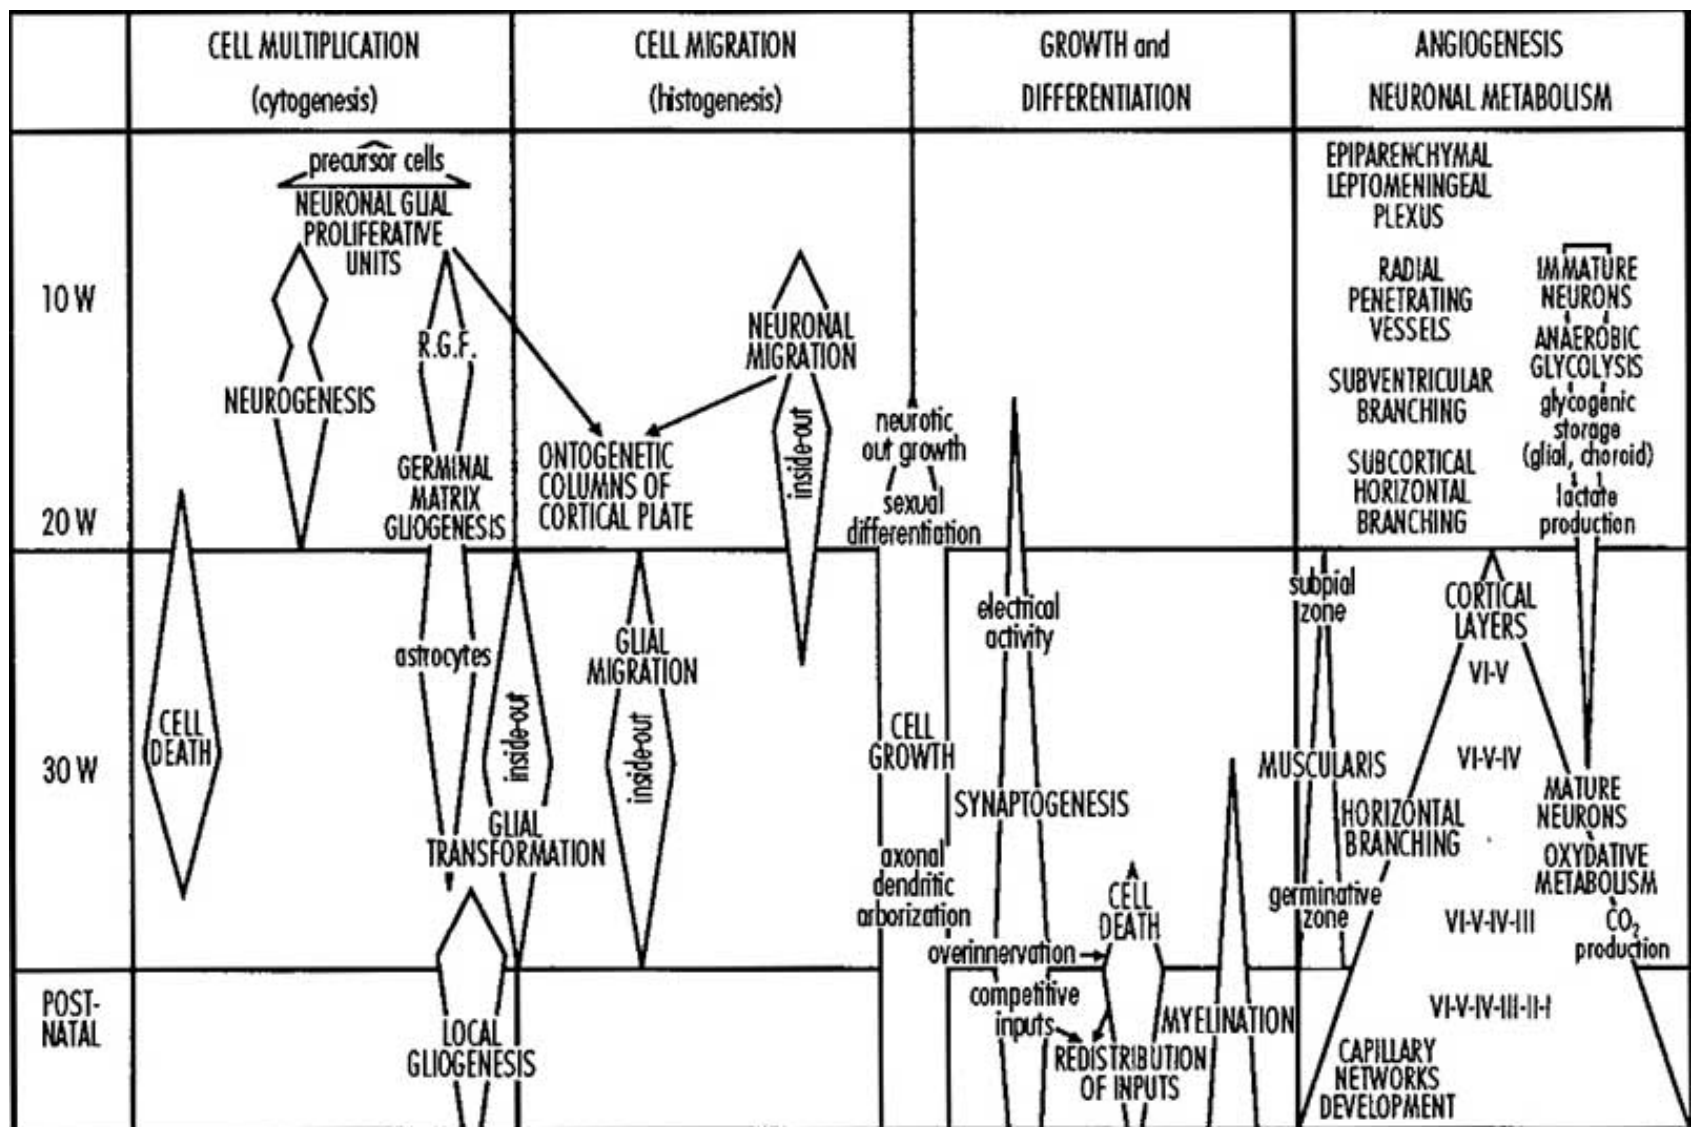 CELL MULTIPLICATION
(cytogenesis)
CELL MIGRATION
(histogenesis)
GROWTH and
DIFFERENTIATION
ANGIOGENESIS
NEURONAL METABOLISM
10 W
20 W
30 W
POST-
NATAL
precursor cells
NEURONAL GLIAL
PROLIFERATIVE
UNITS
R.G.F.
NEUROGENESIS
GERMINAL
MATRIX
GLIOGENESIS
astrocytes
CELL
DEATH
inside-out
GLIAL
TRANSFORMATION
LOCAL
GLIOGENESIS
NEURONAL
MIGRATION
inside-out
ONTOGENETIC
COLUMNS OF
CORTICAL PLATE
GLIAL
MIGRATION
inside-out
neurotic
out growth
sexual
differentiation
CELL
GROWTH
axonal
dendritic
arborization
electrical
activity
SYNAPTOGENESIS
overinnervation
competitive
inputs
CELL
DEATH
REDISTRIBUTION
OF INPUTS
MYELINATION
EPIPARENCHYMAL
LEPTOMENINGEAL
PLEXUS
RADIAL
PENETRATING
VESSELS
SUBVENTRICULAR
BRANCHING
SUBCORTICAL
HORIZONTAL
BRANCHING
IMMATURE
NEURONS
ANAEROBIC
GLYCOLYSIS
glycogenic
storage
(glial, choroid)
lactate
production
subpial
zone
MUSCULARIS
germinative
zone
CORTICAL
LAYERS
VI-V
VI-V-IV
VI-V-IV-III
VI-V-IV-III-II-I
HORIZONTAL
BRANCHING
MATURE
NEURONS
OXYDATIVE
METABOLISM
CO₂
production
CAPILLARY
NETWORKS
DEVELOPMENT